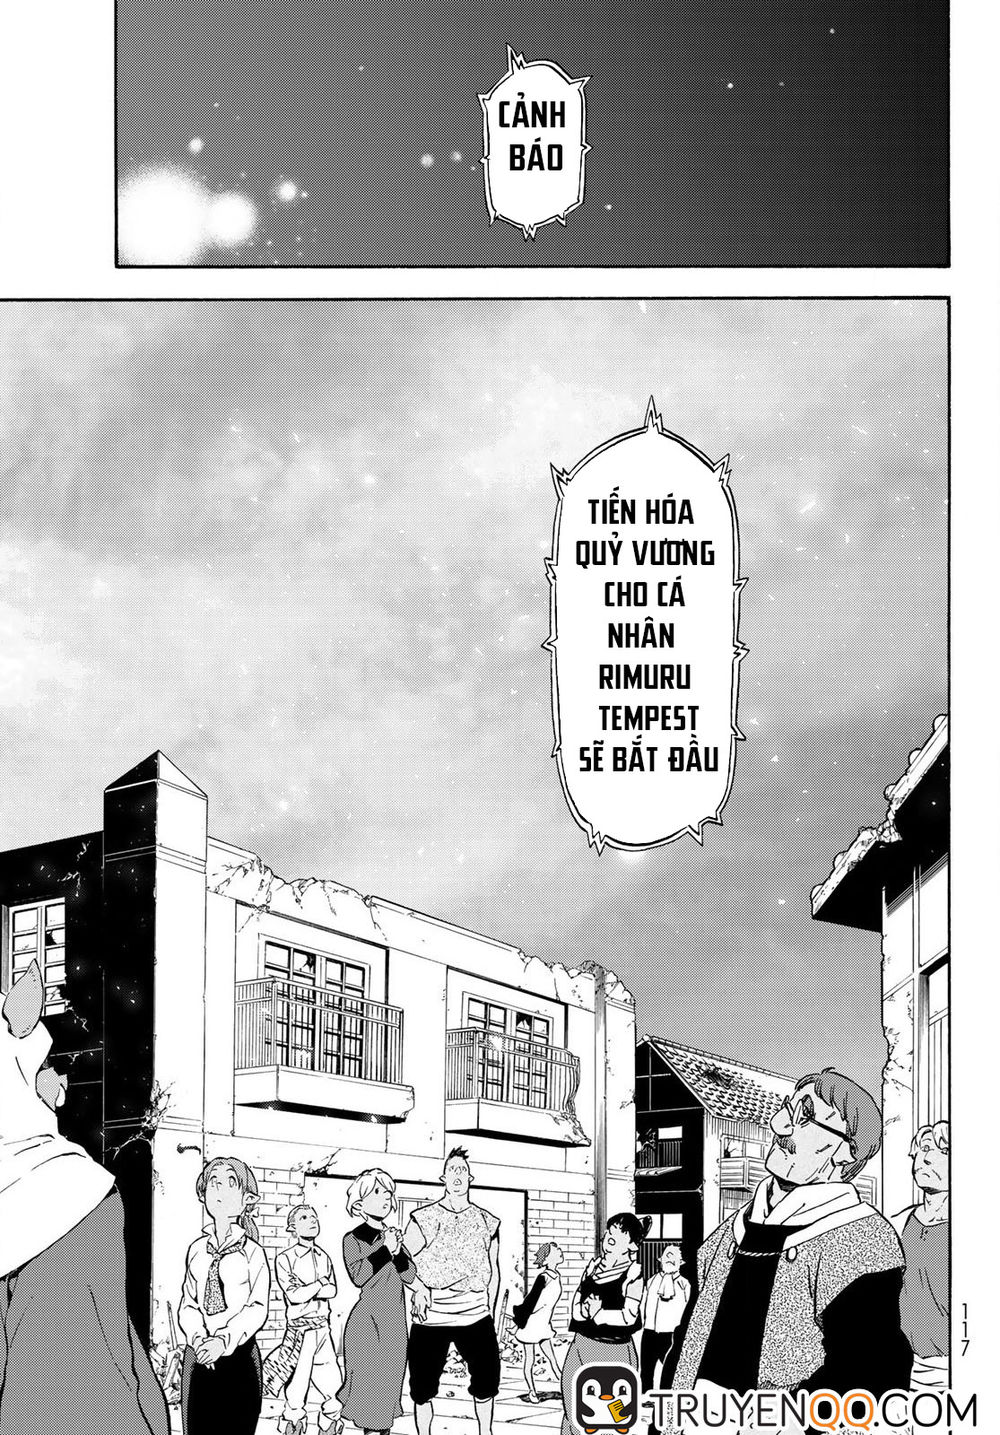 CẢNH
BÁO
TIẾN HÓA
QUỶ VƯƠNG
CHO CÁ
NHÂN
RIMURU
TEMPEST
SẼ BẮT ĐẦU
117
TRUYENQQ.COM